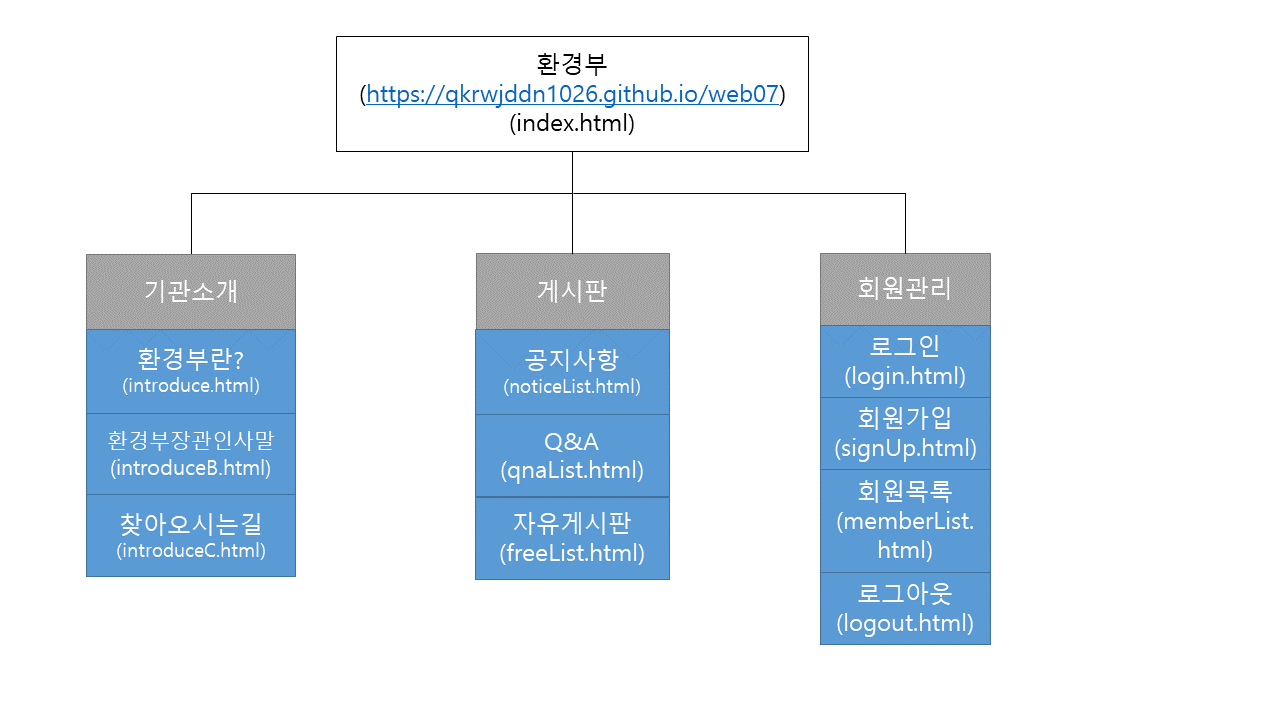 환경부
(https://qkrwjddn1026.github.io/web07)
(index.html)
기관소개
환경부란?
(introduce.html)
환경부장관인사말
(introduceB.html)
찾아오시는길
(introduceC.html)
게시판
공지사항
(noticeList.html)
Q&A
(qnaList.html)
자유게시판
(freeList.html)
회원관리
로그인
(login.html)
회원가입
(signUp.html)
회원목록
(memberList.
html)
로그아웃
(logout.html)